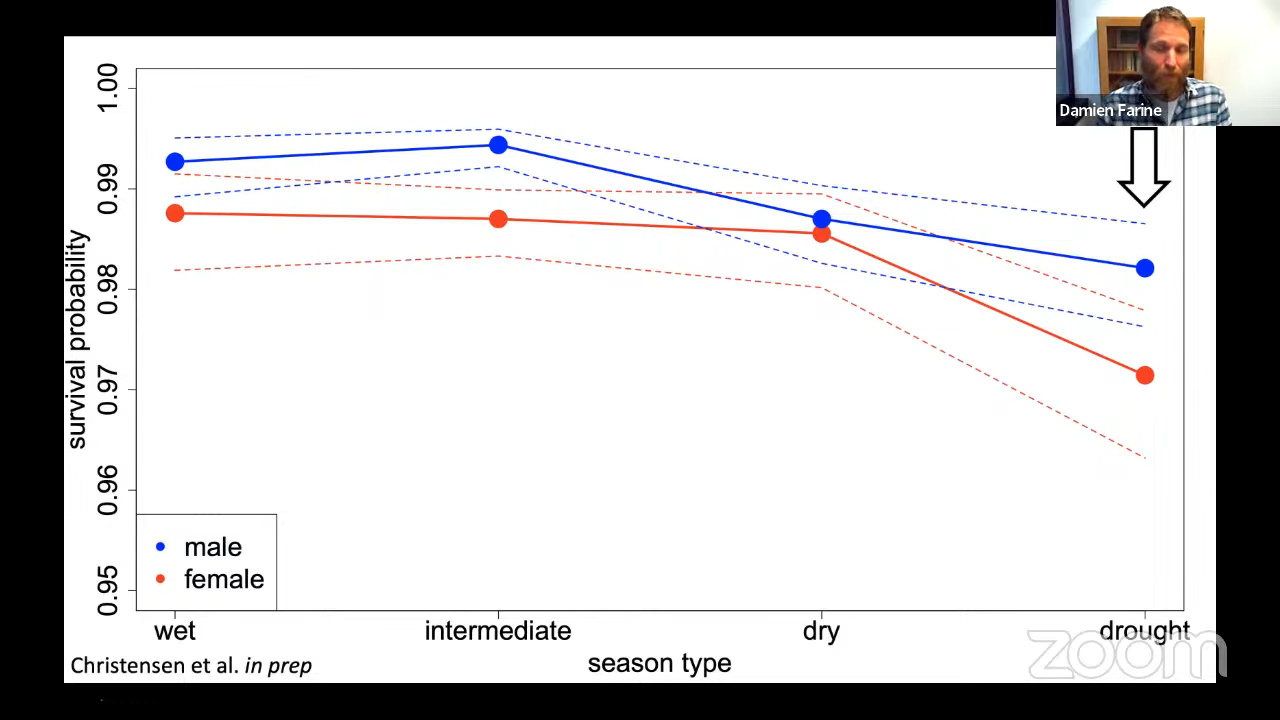 Damien Farine
1.00
0.99
0.98
0.97
0.96
0.95
survival probability
male
female
wet
intermediate
dry
drought
season type
Christensen et al. in prep
zoom